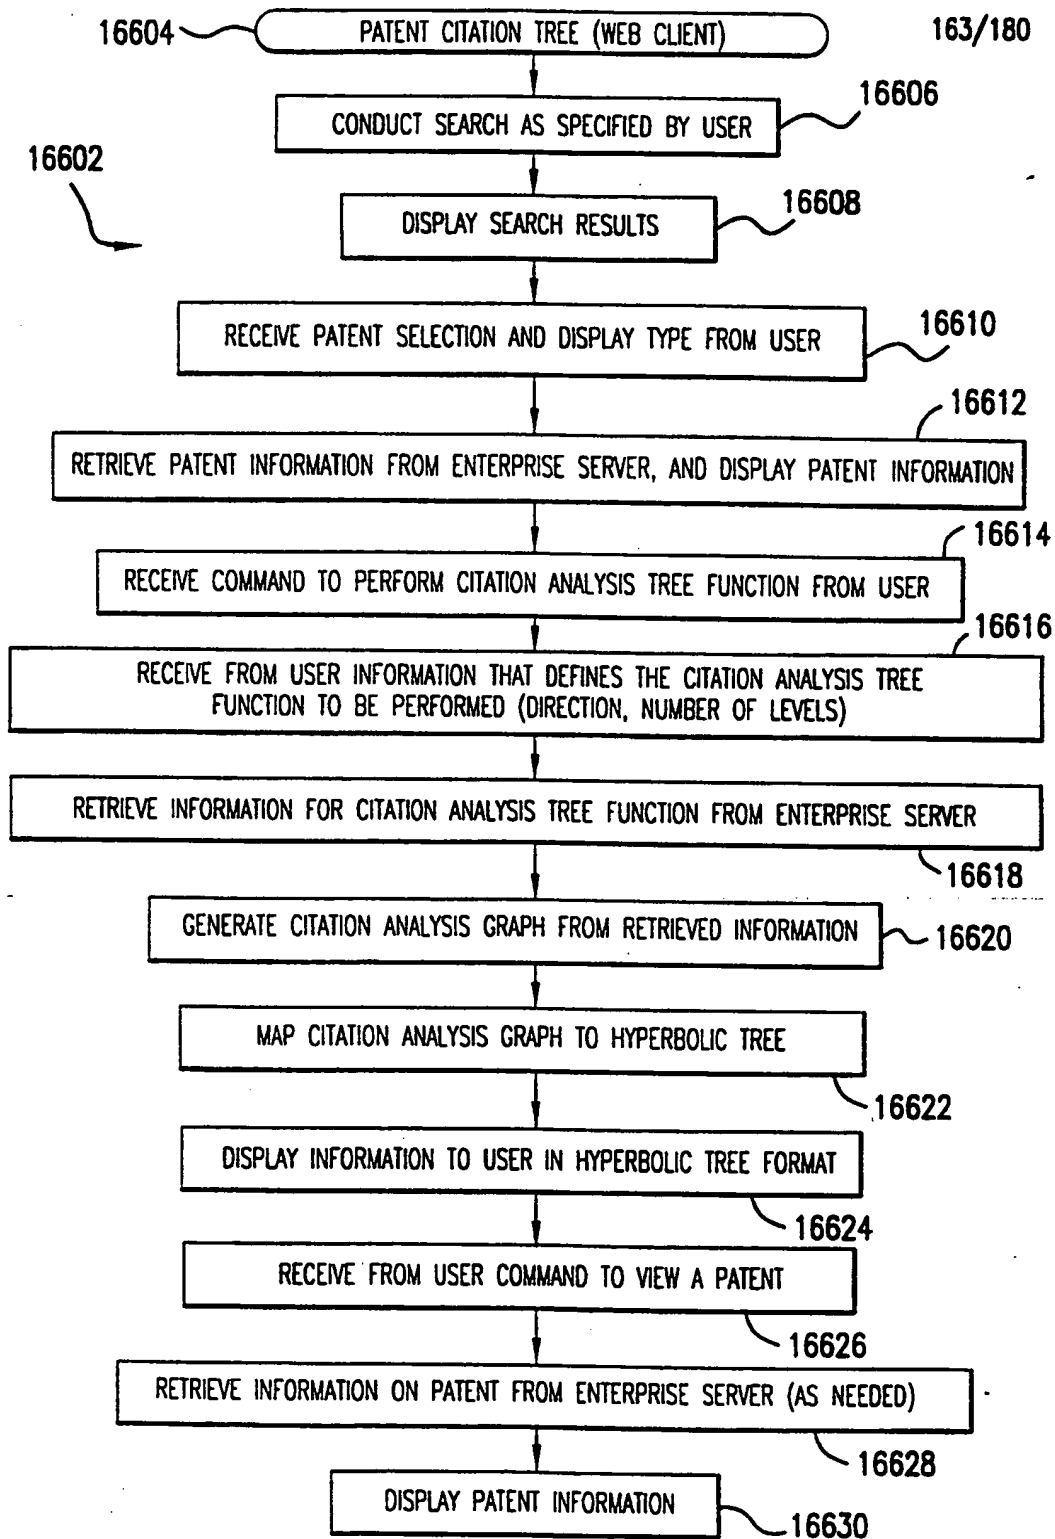 163/180
16604
PATENT CITATION TREE (WEB CLIENT)
16606
CONDUCT SEARCH AS SPECIFIED BY USER
16602
16608
DISPLAY SEARCH RESULTS
16610
RECEIVE PATENT SELECTION AND DISPLAY TYPE FROM USER
16612
RETRIEVE PATENT INFORMATION FROM ENTERPRISE SERVER, AND DISPLAY PATENT INFORMATION
16614
RECEIVE COMMAND TO PERFORM CITATION ANALYSIS TREE FUNCTION FROM USER
16616
RECEIVE FROM USER INFORMATION THAT DEFINES THE CITATION ANALYSIS TREE
FUNCTION TO BE PERFORMED (DIRECTION, NUMBER OF LEVELS)
RETRIEVE INFORMATION FOR CITATION ANALYSIS TREE FUNCTION FROM ENTERPRISE SERVER
16618
GENERATE CITATION ANALYSIS GRAPH FROM RETRIEVED INFORMATION
16620
MAP CITATION ANALYSIS GRAPH TO HYPERBOLIC TREE
16622
DISPLAY INFORMATION TO USER IN HYPERBOLIC TREE FORMAT
16624
RECEIVE FROM USER COMMAND TO VIEW A PATENT
16626
RETRIEVE INFORMATION ON PATENT FROM ENTERPRISE SERVER (AS NEEDED)
16628
DISPLAY PATENT INFORMATION
16630